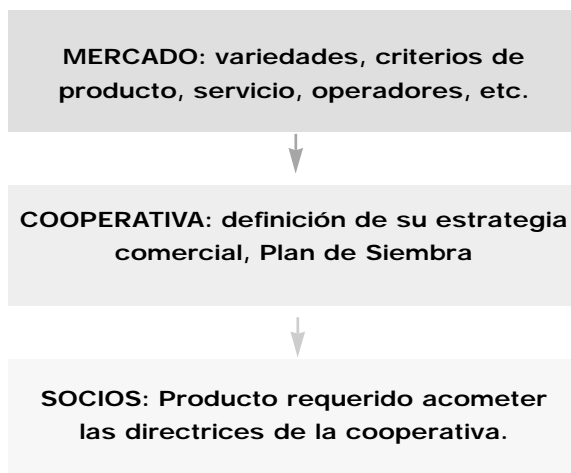 MERCADO: variedades, criterios de
producto, servicio, operadores, etc.
COOPERATIVA: definición de su estrategia
comercial, Plan de Siembra
SOCIOS: Producto requerido acometer
las directrices de la cooperativa.